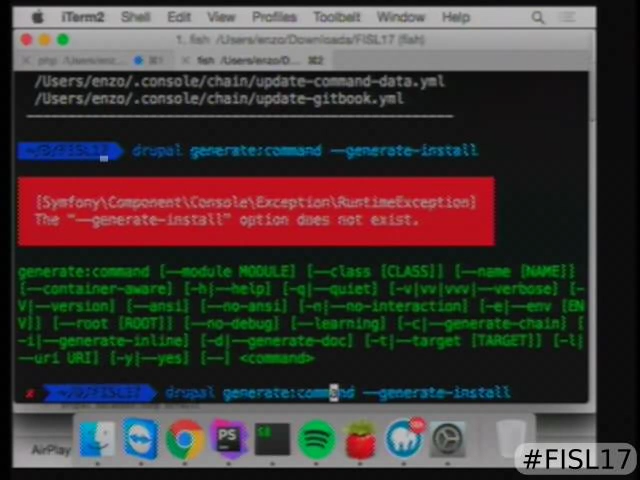 iTerm2 Shell Edit View Profiles Toolbelt Window Help
1. fish /Users/enzo/Downloads/FISL17 (fish)
php /Users/enz... ⌘1 fish /Users/enzo/D... ⌘2
/Users/enzo/.console/chain/update-command-data.yml
/Users/enzo/.console/chain/update-gitbook.yml
~/D/FISL17 drupal generate:command --generate-install
[Symfony\Component\Console\Exception\RuntimeException]
The "--generate-install" option does not exist.
generate:command [--module MODULE] [--class [CLASS]] [--name [NAME]]
[--container-aware] [-h|--help] [-q|--quiet] [-v|vv|vvv|--verbose] [-
V|--version] [--ansi] [--no-ansi] [-n|--no-interaction] [-e|--env [EN
V]] [--root [ROOT]] [--no-debug] [--learning] [-c|--generate-chain] [
-i|--generate-inline] [-d|--generate-doc] [-t|--target [TARGET]] [-l|
--uri URI] [-y|--yes] [--] <command>
x ~/D/FISL17 drupal generate:command --generate-install
AirPlay
PS
#FISL17